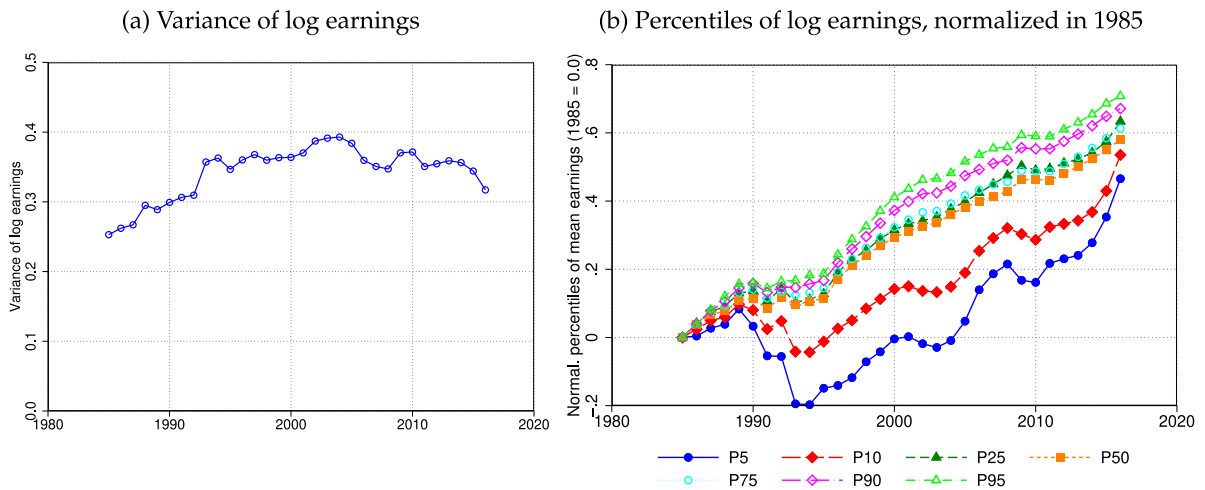 (a) Variance of log earnings
Variance of log earnings
0.5
0.4
0.3
0.2
0.1
0.0
1980 1990 2000 2010 2020
(b) Percentiles of log earnings, normalized in 1985
Normal. percentiles of mean earnings (1985 = 0.0)
.8
.6
.4
.2
0
-.2
1980 1990 2000 2010 2020
P5 P10 P25 P50
P75 P90 P95